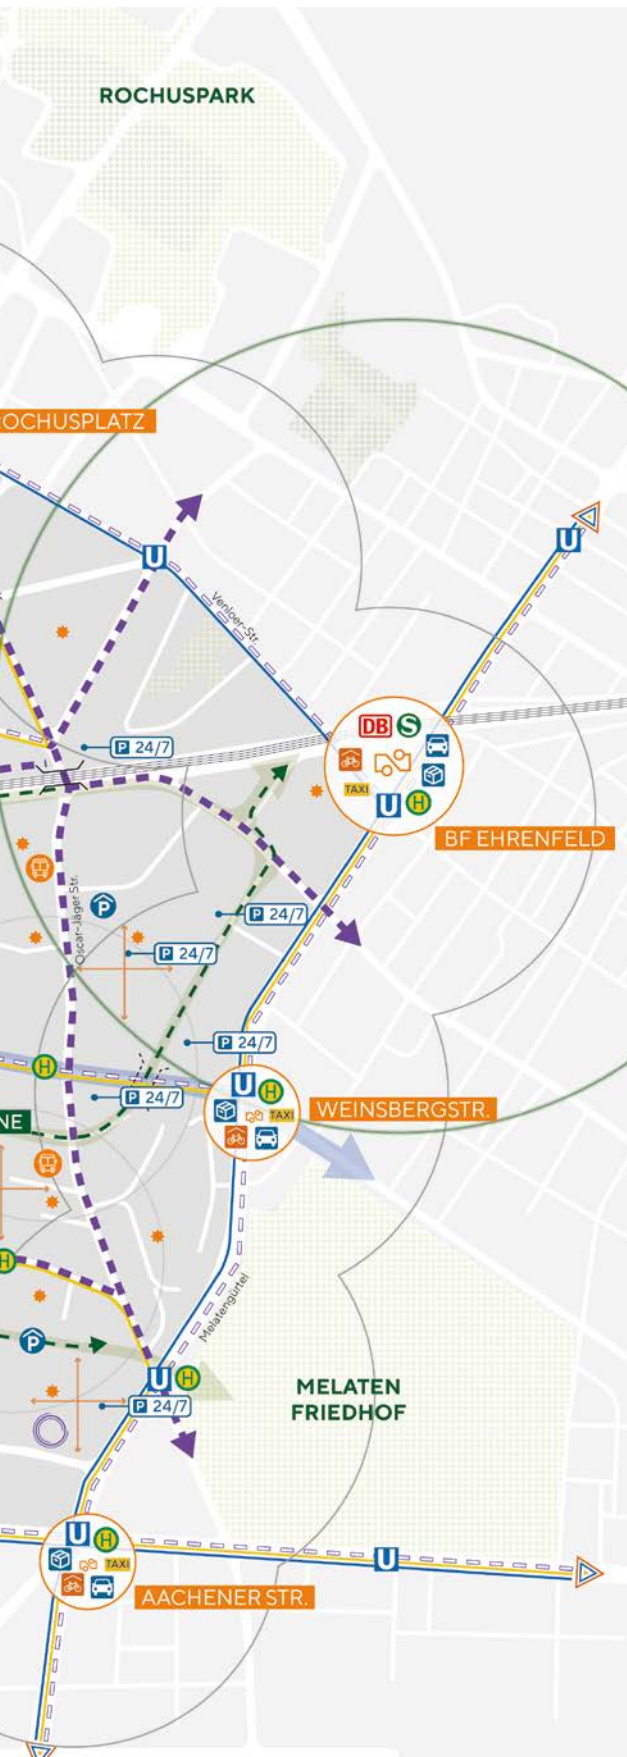 ROCHUSPARK
OCHUSPLATZ
U
U
Venloer-Str.
DB S
P 24/7
TAXI
U H
BF EHRENFELD
Oscar-Jäger Str.
P
P 24/7
P 24/7
P 24/7
H
U H
P 24/7
TAXI
WEINSBERGSTR.
NE
H
Melatengürtel
P
U H
MELATEN
FRIEDHOF
P 24/7
U H
U
TAXI
AACHENER STR.